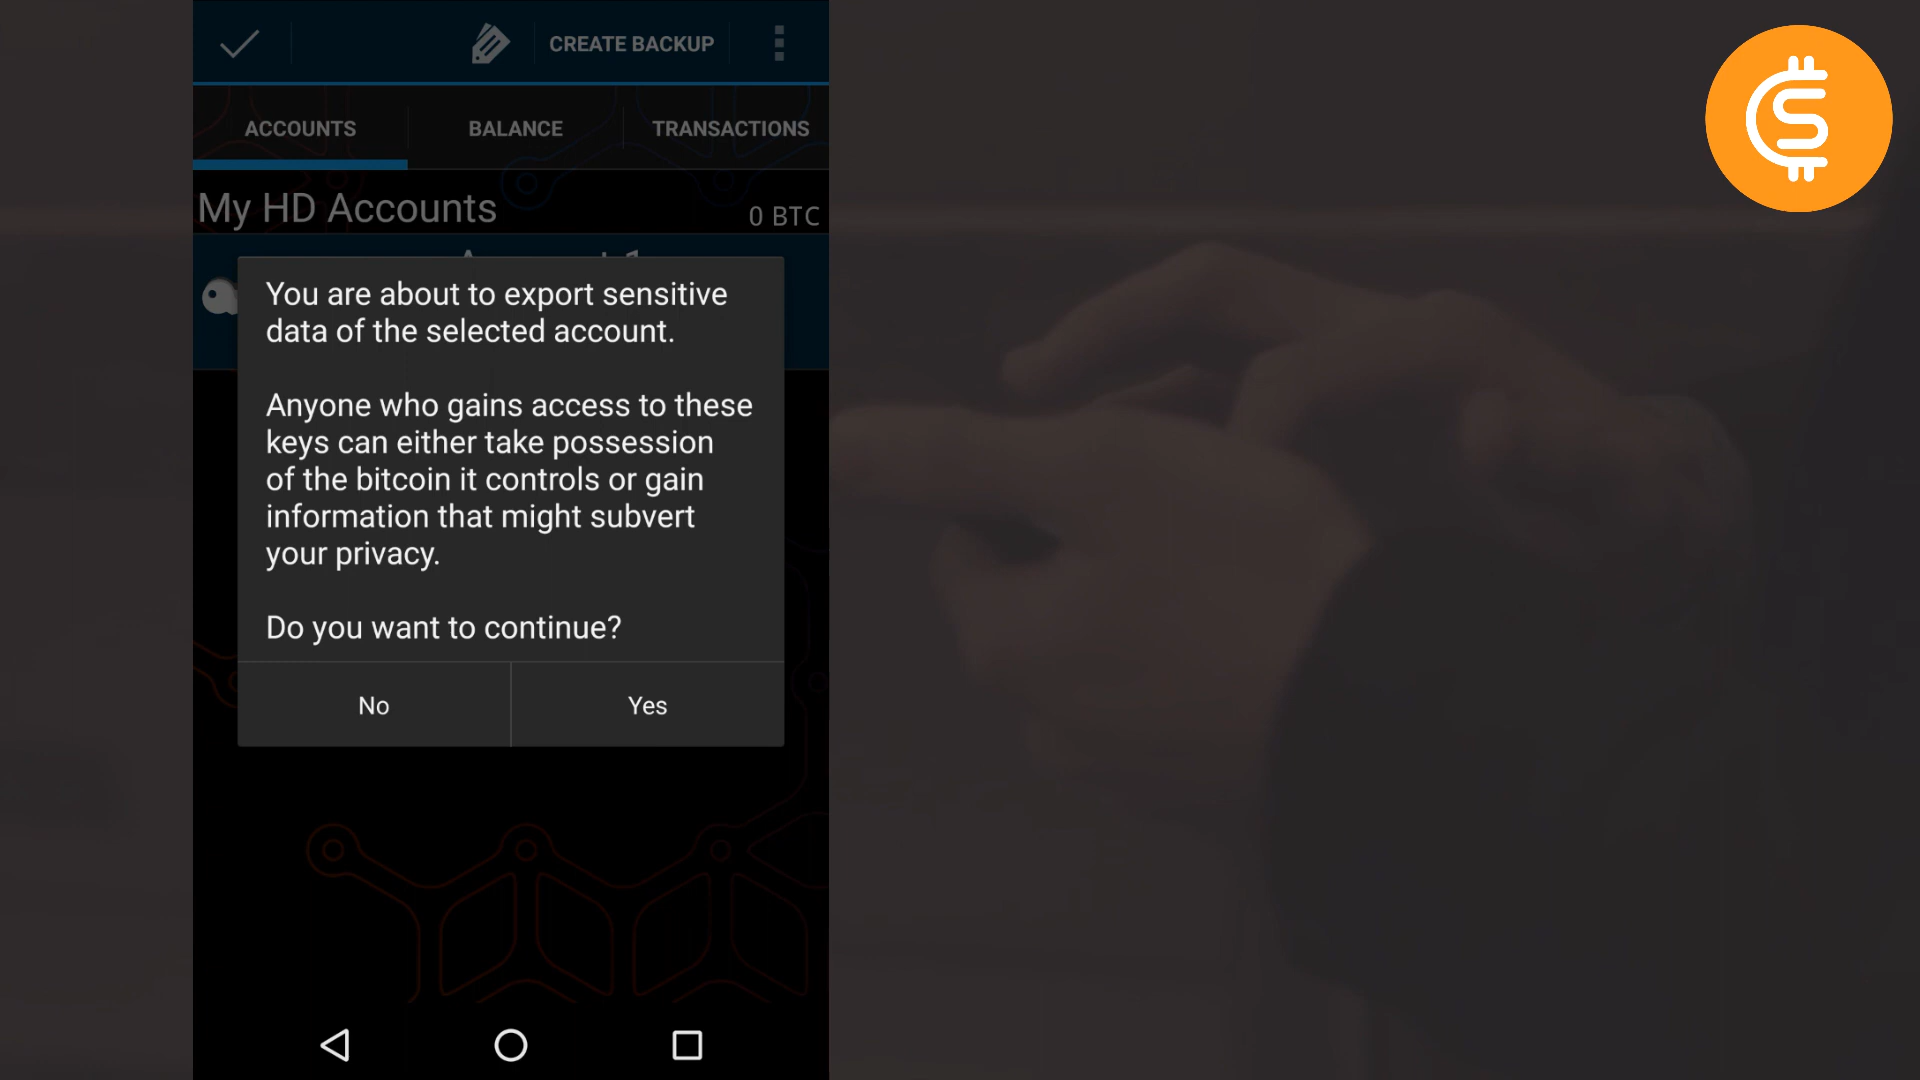 CREATE BACKUP
ACCOUNTS
BALANCE
TRANSACTIONS
My HD Accounts
0 BTC
You are about to export sensitive
data of the selected account.
Anyone who gains access to these
keys can either take possession
of the bitcoin it controls or gain
information that might subvert
your privacy.
Do you want to continue?
No
Yes